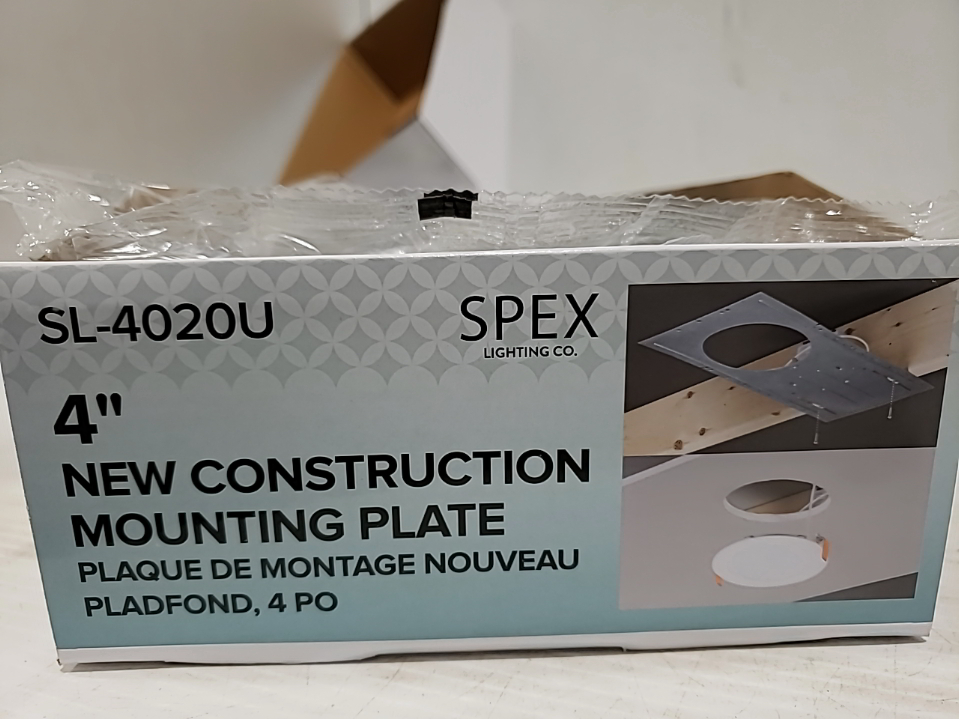 SL-4020U
SPEX
LIGHTING CO.
4"
NEW CONSTRUCTION
MOUNTING PLATE
PLAQUE DE MONTAGE NOUVEAU
PLADFOND, 4 PO